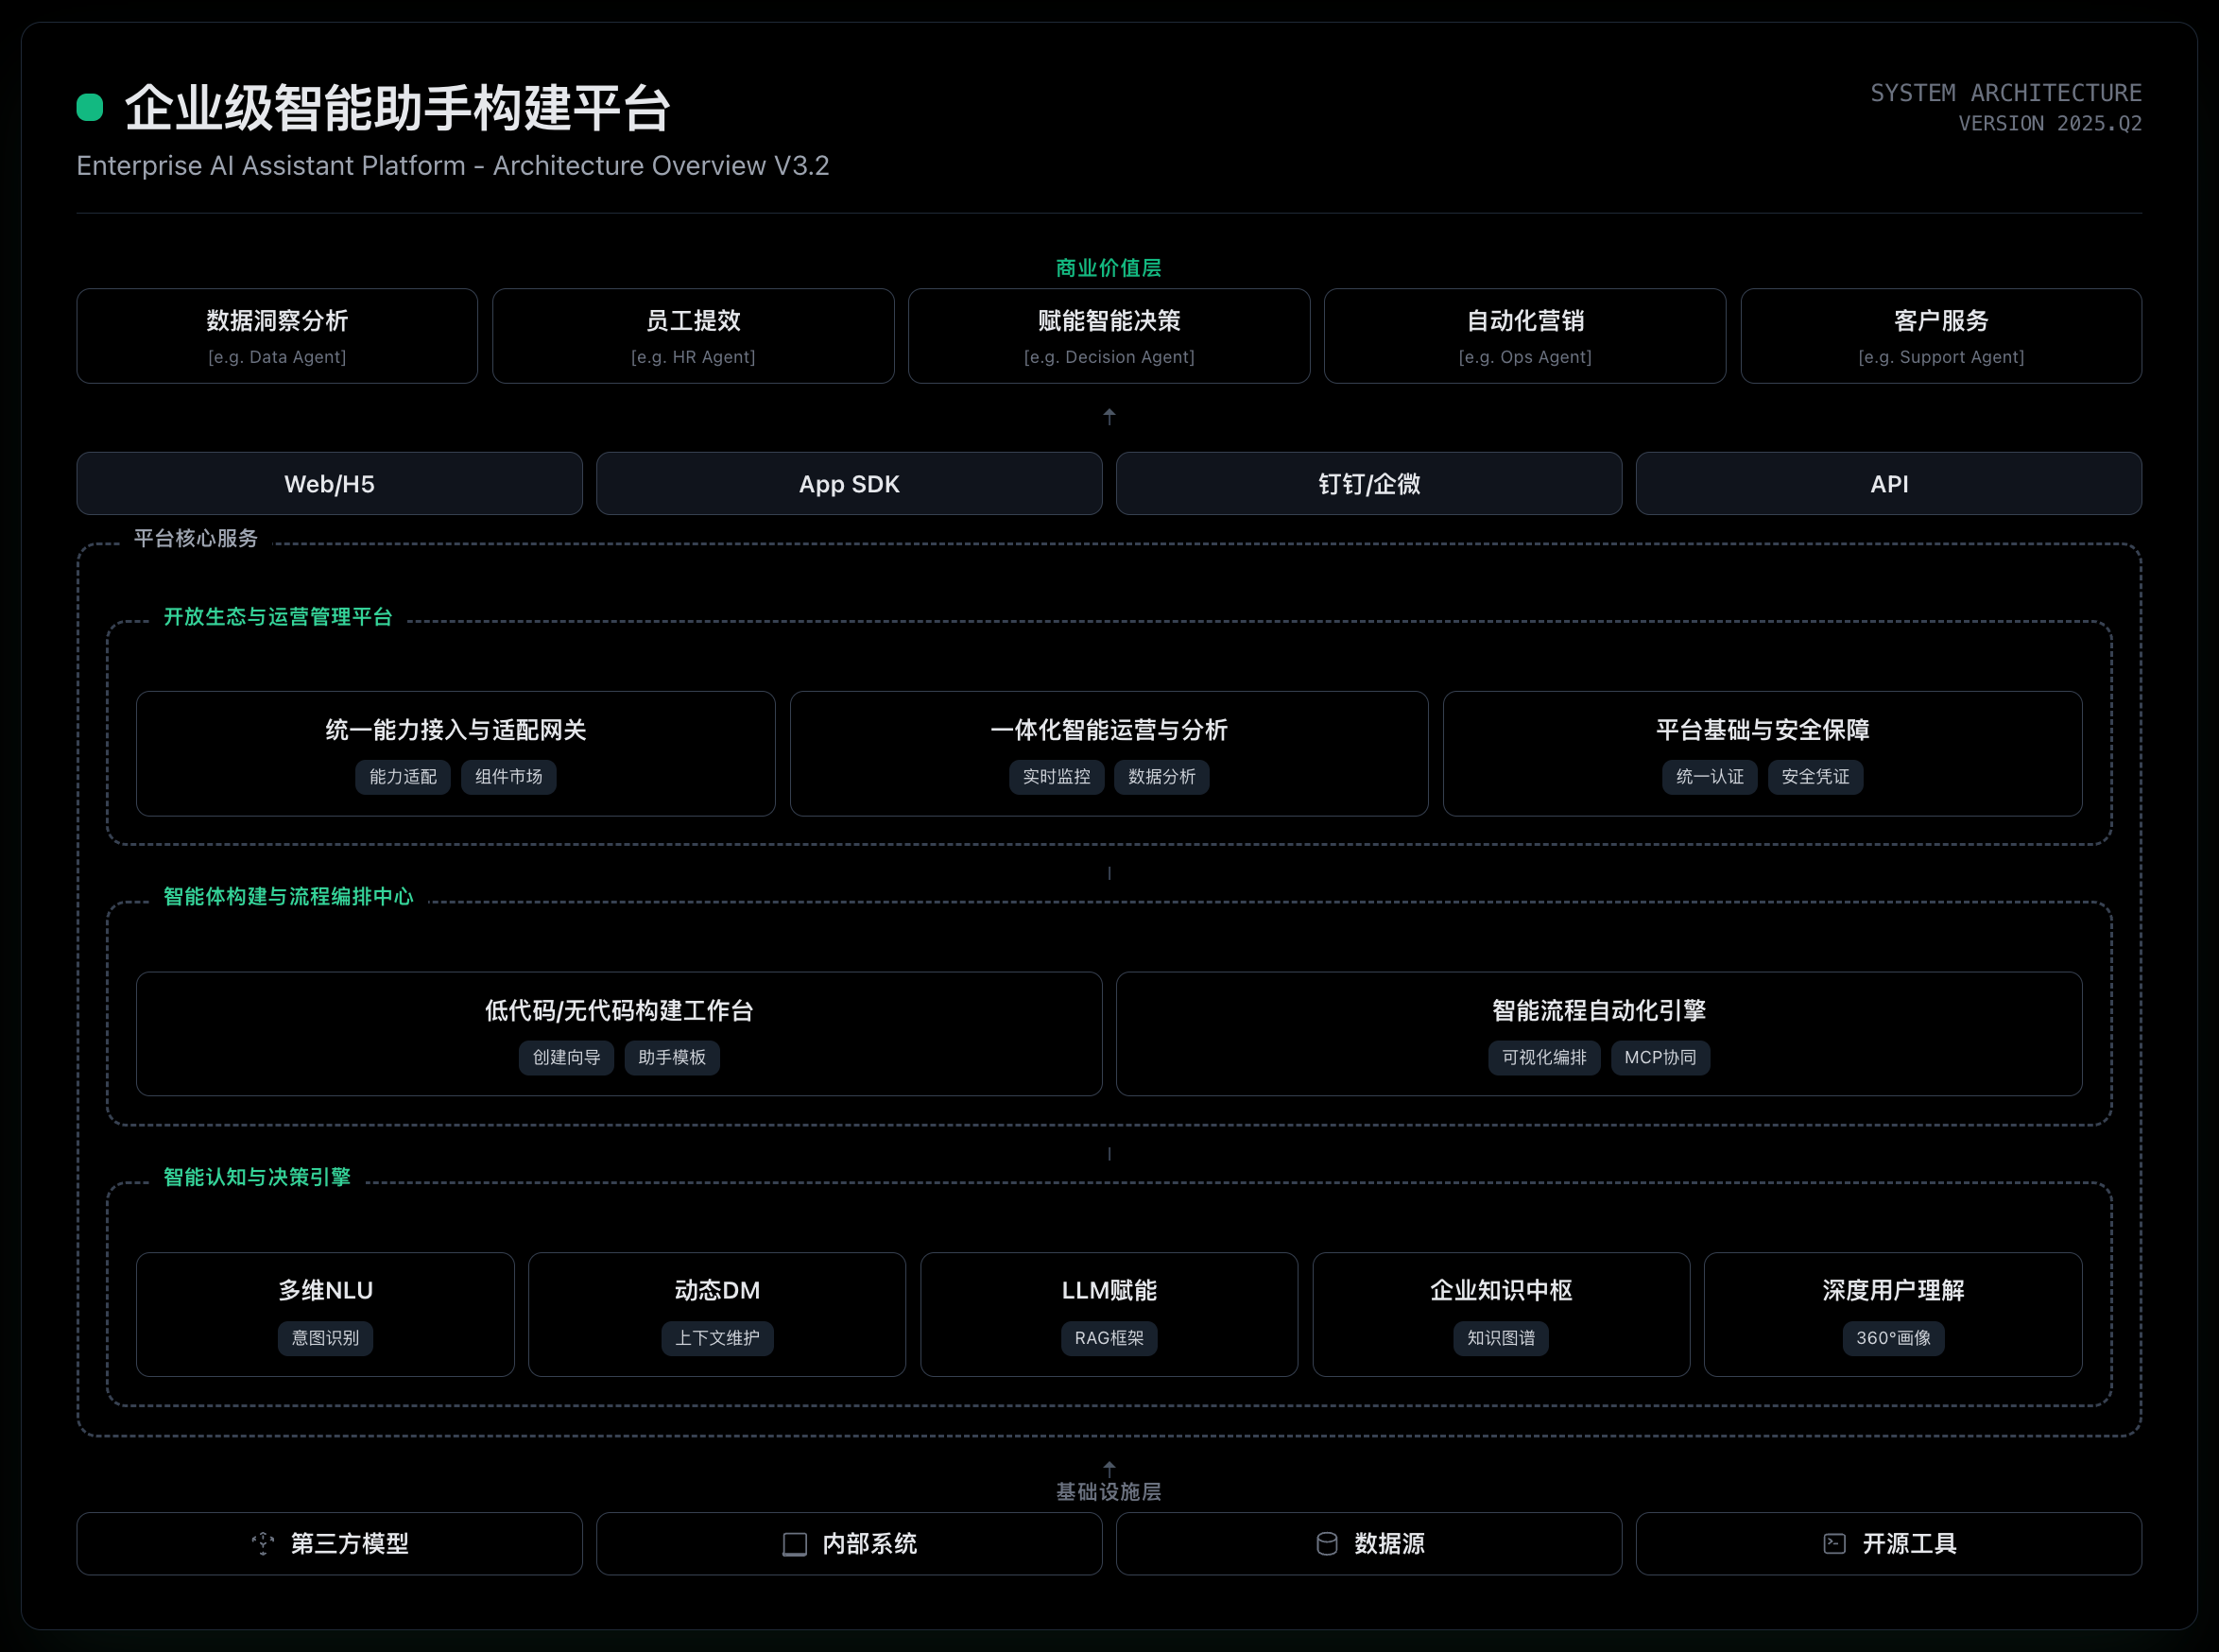 企业级智能助手构建平台
SYSTEM ARCHITECTURE
VERSION 2025.Q2
Enterprise AI Assistant Platform - Architecture Overview V3.2
商业价值层
数据洞察分析
[e.g. Data Agent]
员工提效
[e.g. HR Agent]
赋能智能决策
[e.g. Decision Agent]
自动化营销
[e.g. Ops Agent]
客户服务
[e.g. Support Agent]
Web/H5
App SDK
钉钉/企微
API
平台核心服务
开放生态与运营管理平台
统一能力接入与适配网关
能力适配
组件市场
一体化智能运营与分析
实时监控
数据分析
平台基础与安全保障
统一认证
安全凭证
智能体构建与流程编排中心
低代码/无代码构建工作台
创建向导
助手模板
智能流程自动化引擎
可视化编排
MCP协同
智能认知与决策引擎
多维NLU
意图识别
动态DM
上下文维护
LLM赋能
RAG框架
企业知识中枢
知识图谱
深度用户理解
360°画像
基础设施层
第三方模型
内部系统
数据源
开源工具